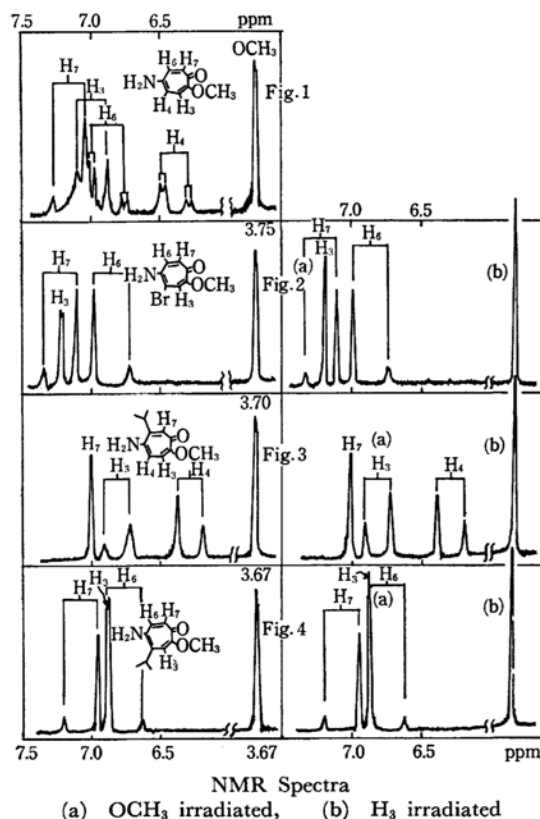 7.5 7.0 6.5 ppm
OCH3
H7
H3
H6
H4
H6 H7
H2N O
OCH3
H4 H3
Fig.1
7.0 6.5
3.75
H7
H3
H6
H6 H7
H2N O
OCH3
Br H3
Fig.2
H7
H3
(a)
H6
(b)
3.70
H7
H3
H4
H7
H2N O
OCH3
H4 H3
Fig.3
H7
(a)
H3
H4
(b)
3.67
H7
H3
H6
H6 H7
H2N O
OCH3
H3
Fig.4
H3
H6
(a)
H7
(b)
7.5 7.0 6.5 3.67 7.0 6.5 ppm
NMR Spectra
(a) OCH3 irradiated, (b) H3 irradiated